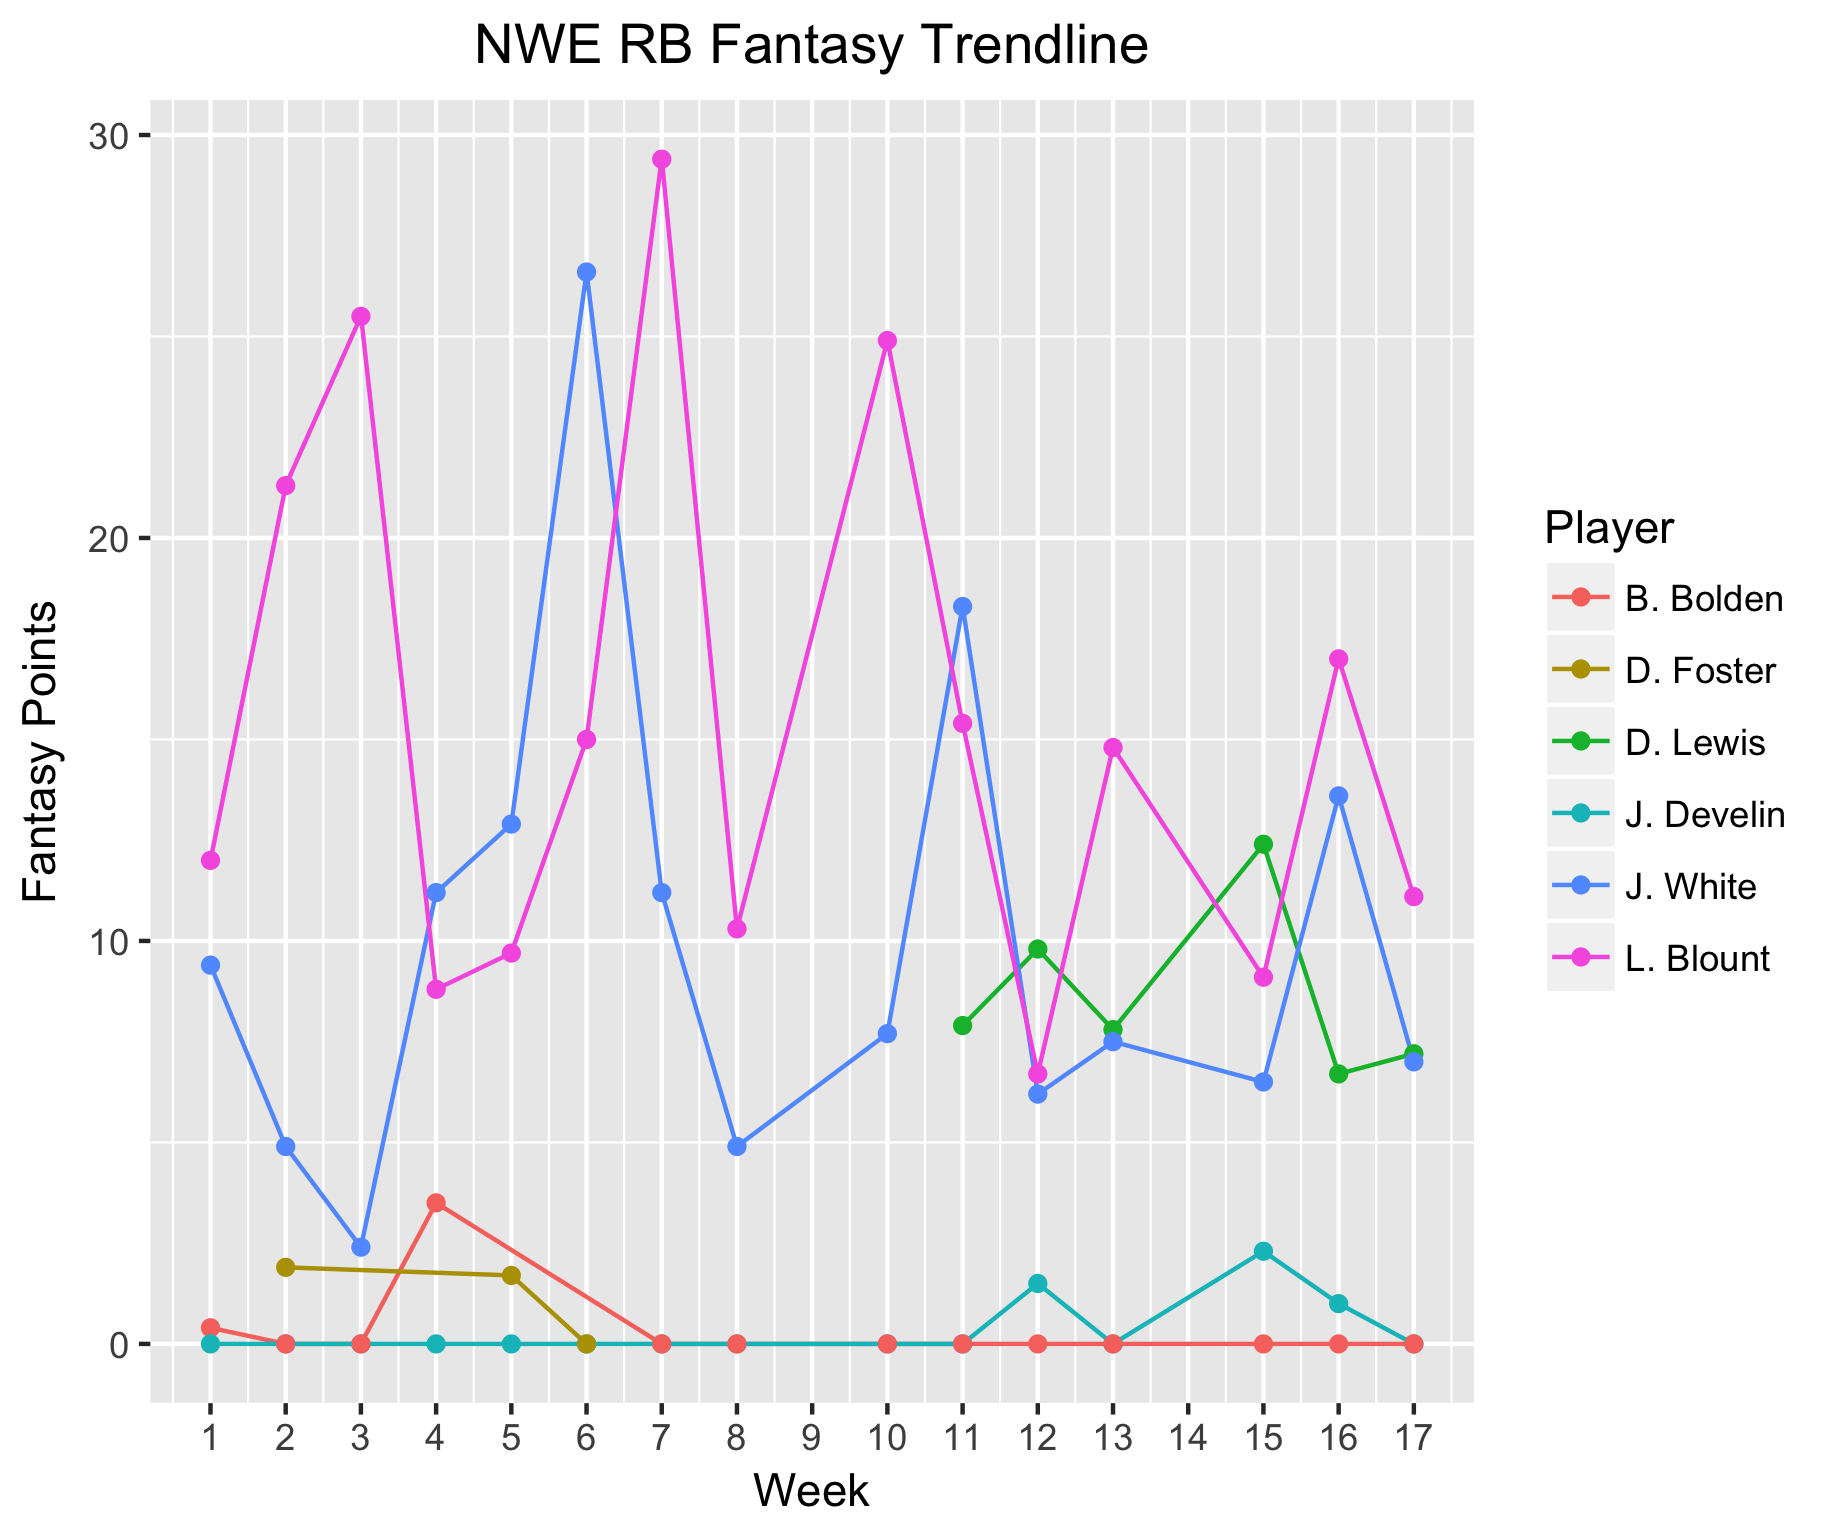 NWE RB Fantasy Trendline
30
20
10
0
Fantasy Points
1 2 3 4 5 6 7 8 9 10 11 12 13 14 15 16 17
Week
Player
B. Bolden
D. Foster
D. Lewis
J. Develin
J. White
L. Blount